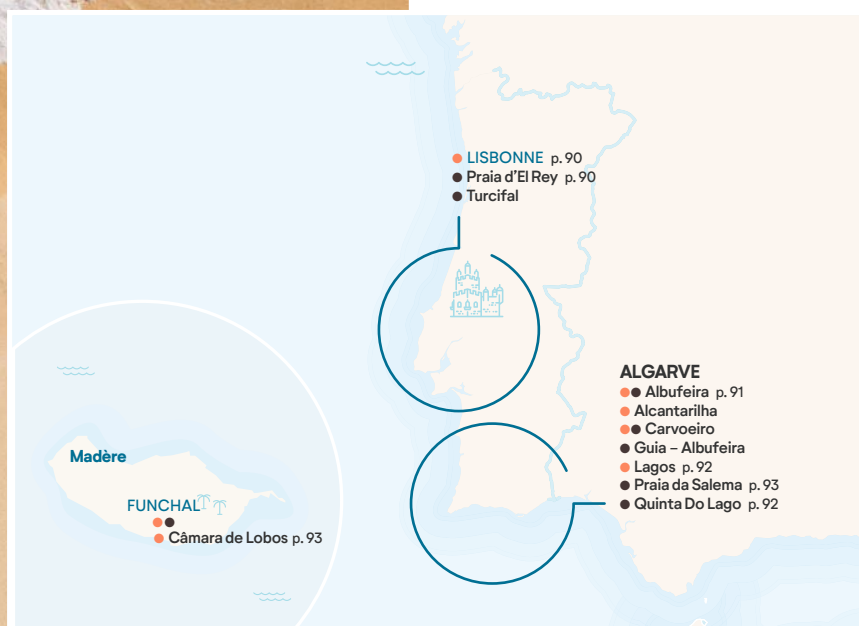 LISBONNE p. 90
Praia d’El Rey p. 90
Turcifal
ALGARVE
Albufeira p. 91
Alcantarilha
Carvoeiro
Guia – Albufeira
Lagos p. 92
Praia da Salema p. 93
Quinta Do Lago p. 92
Madère
FUNCHAL
Câmara de Lobos p. 93